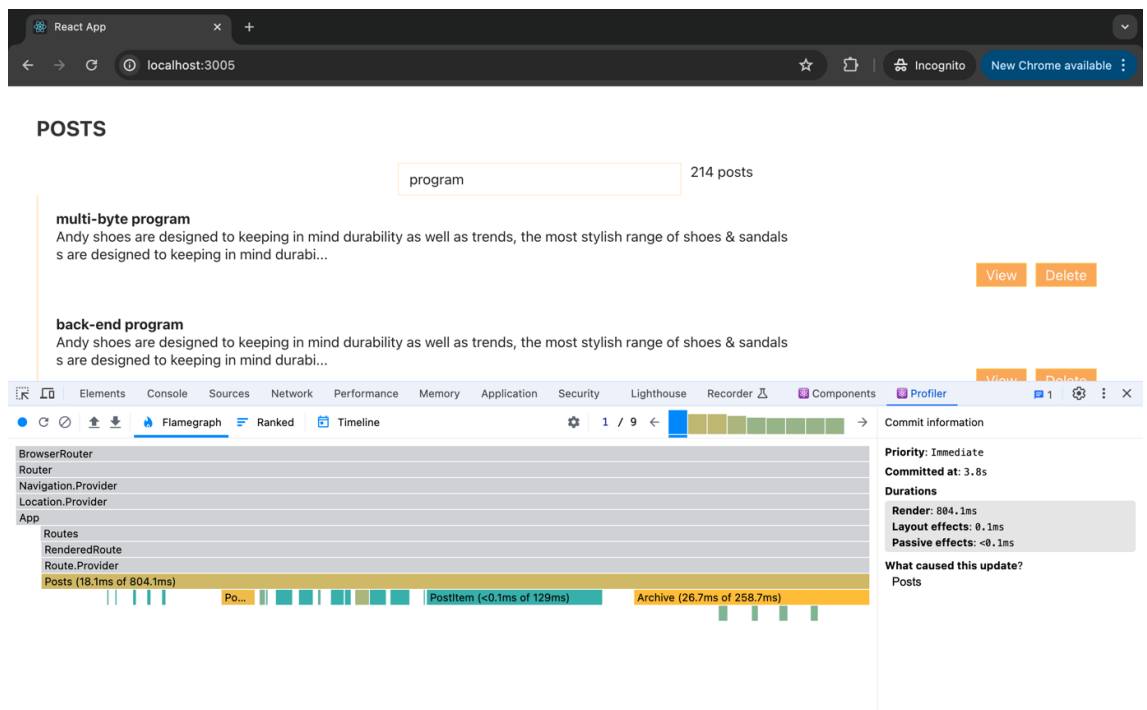 React App
localhost:3005
Incognito
New Chrome available
POSTS
program
214 posts
multi-byte program
Andy shoes are designed to keeping in mind durability as well as trends, the most stylish range of shoes & sandals
s are designed to keeping in mind durabi...
View Delete
back-end program
Andy shoes are designed to keeping in mind durability as well as trends, the most stylish range of shoes & sandals
s are designed to keeping in mind durabi...
View Delete
Elements Console Sources Network Performance Memory Application Security Lighthouse Recorder Components Profiler 1
Flamegraph Ranked Timeline 1 / 9 Commit information
BrowserRouter
Router
Navigation.Provider
Location.Provider
App
Routes
RenderedRoute
Route.Provider
Posts (18.1ms of 804.1ms)
Po... PostItem (<0.1ms of 129ms) Archive (26.7ms of 258.7ms)
Priority: Immediate
Committed at: 3.8s
Durations
Render: 804.1ms
Layout effects: 0.1ms
Passive effects: <0.1ms
What caused this update?
Posts